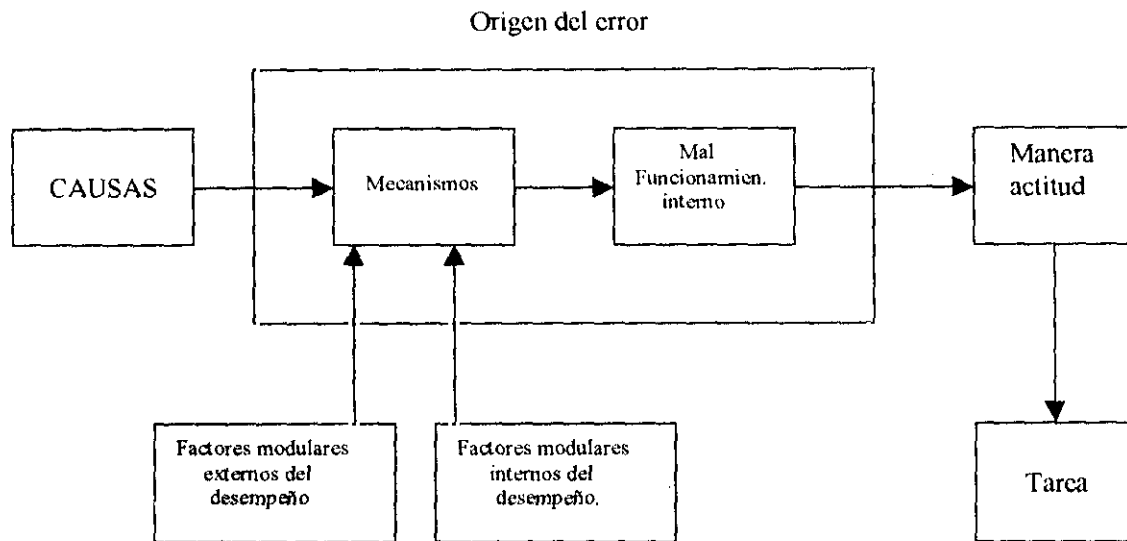 Origen del error
CAUSAS
Mecanismos
Mal
Funcionamien.
interno
Manera
actitud
Factores modulares
externos del
desempeño
Factores modulares
internos del
desempeño.
Tarea